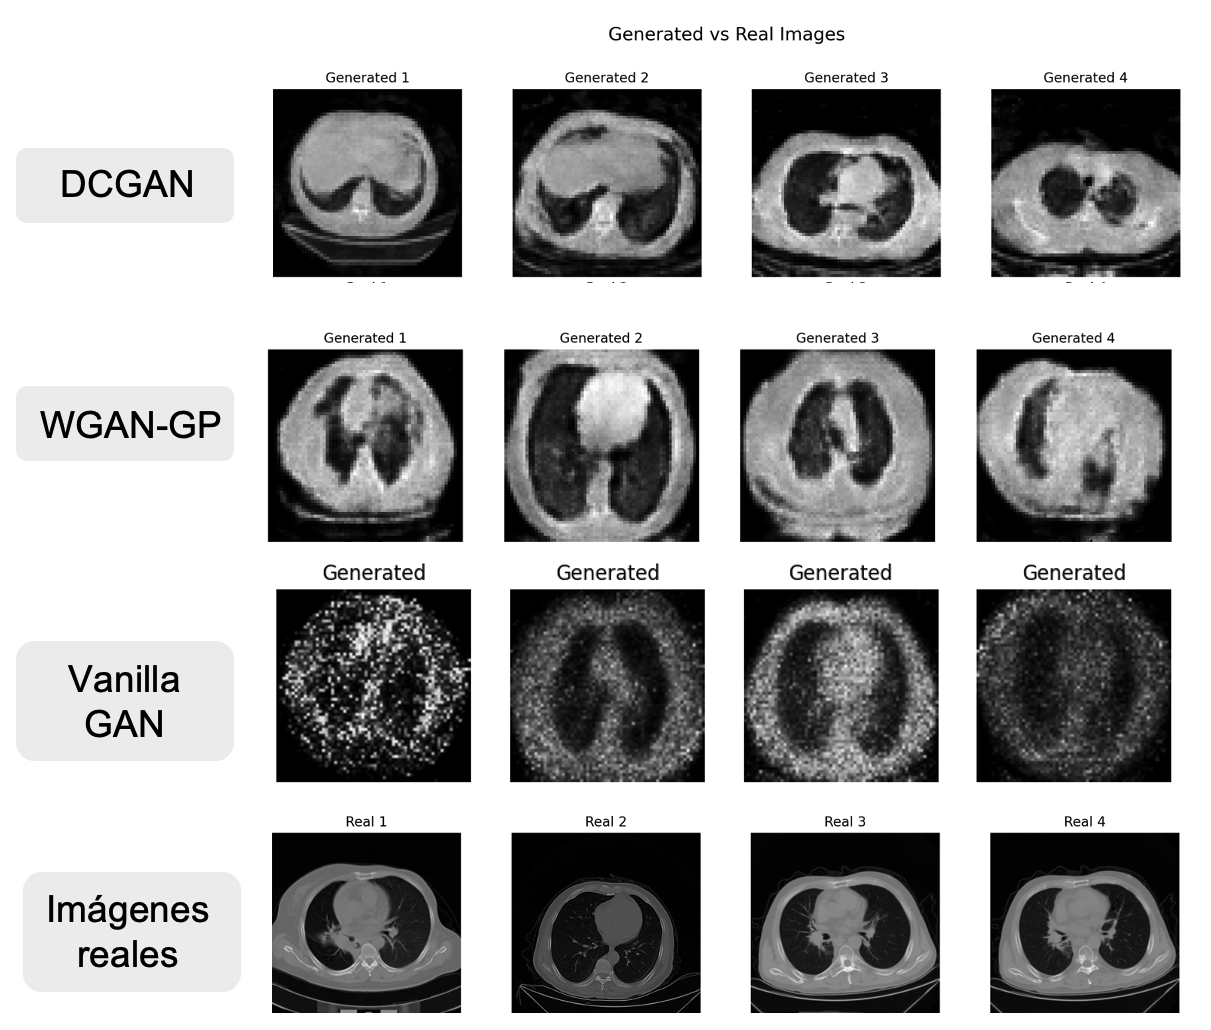 Generated vs Real Images
Generated 1
Generated 2
Generated 3
Generated 4
DCGAN
Generated 1
Generated 2
Generated 3
Generated 4
WGAN-GP
Generated
Generated
Generated
Generated
Vanilla
GAN
Real 1
Real 2
Real 3
Real 4
Imágenes
reales